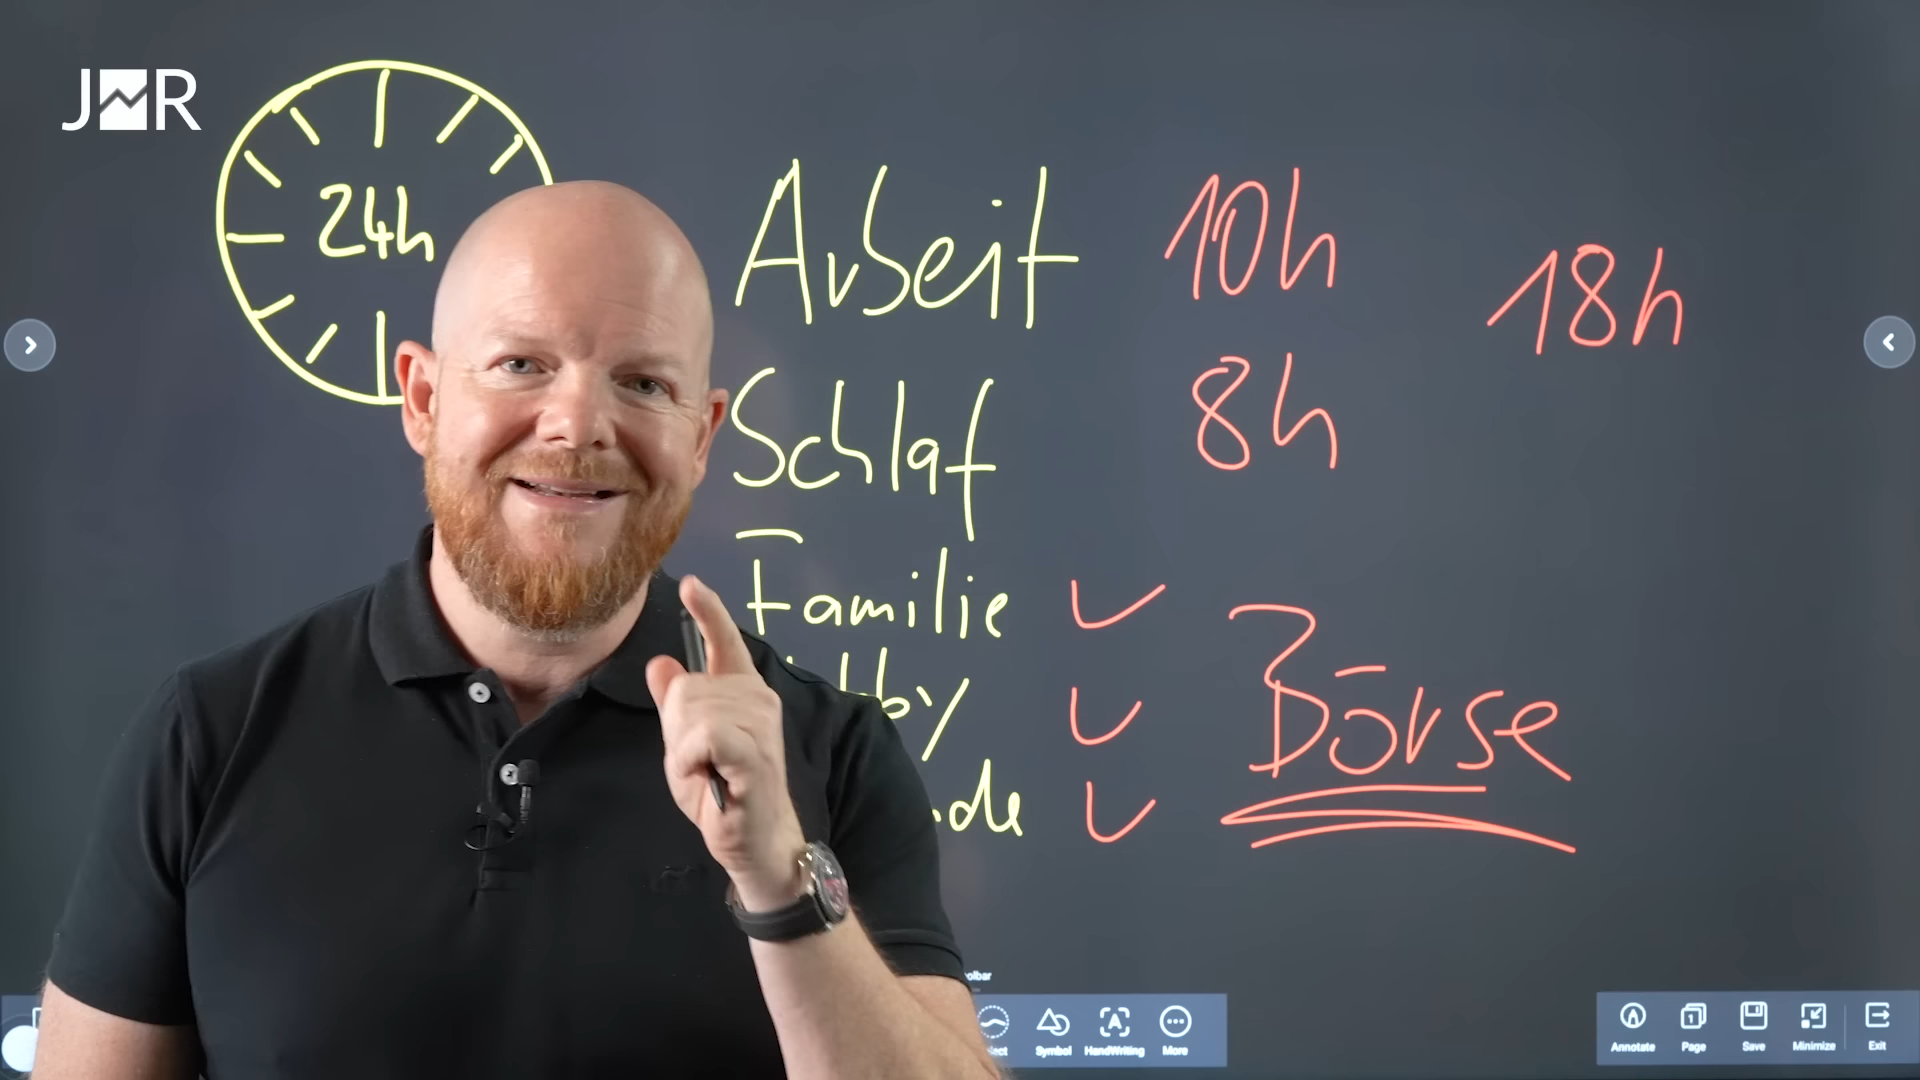 J R
24h
Arbeit 10h
18h
Schlaf 8h
Familie
Börse
Symbol HandWriting More
Annotate Page Save Minimize Exit